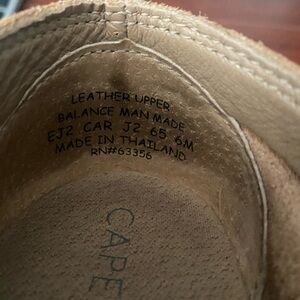 LEATHER UPPER
BALANCE MAN MADE
EJ2 CAR J2 65 6M
MADE IN THAILAND
RN#63356
CAPE